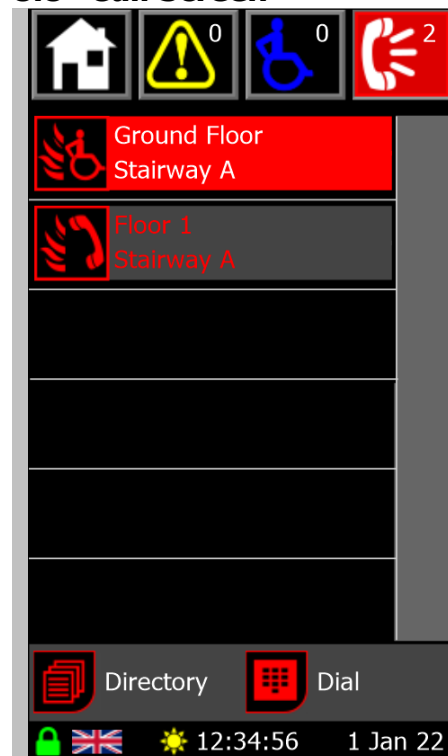 0
0
2
Ground Floor
Stairway A
Floor 1
Stairway A
Directory
Dial
12:34:56
1 Jan 22